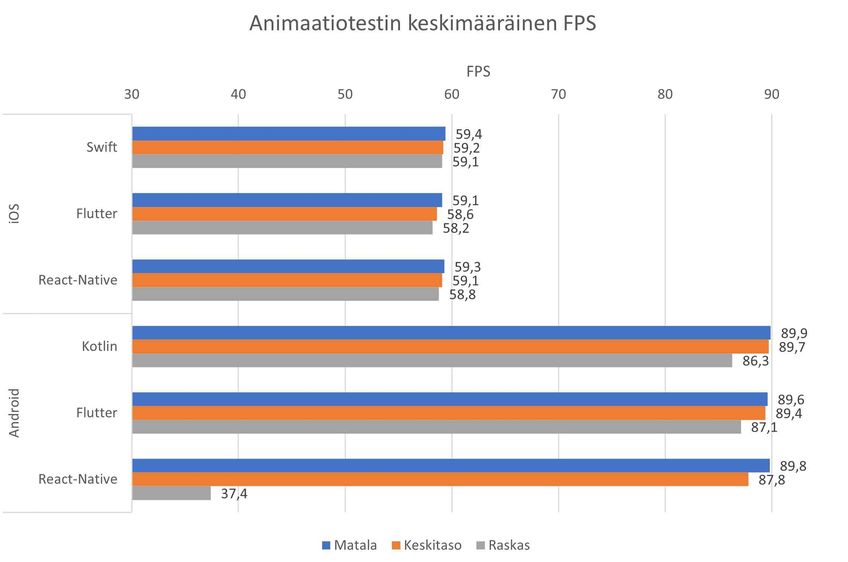 Animaatiotestin keskimääräinen FPS
FPS
30 40 50 60 70 80 90
iOS
Swift
59,4
59,2
59,1
Flutter
59,1
58,6
58,2
React-Native
59,3
59,1
58,8
Android
Kotlin
89,9
89,7
86,3
Flutter
89,6
89,4
87,1
React-Native
89,8
87,8
37,4
Matala Keskitaso Raskas